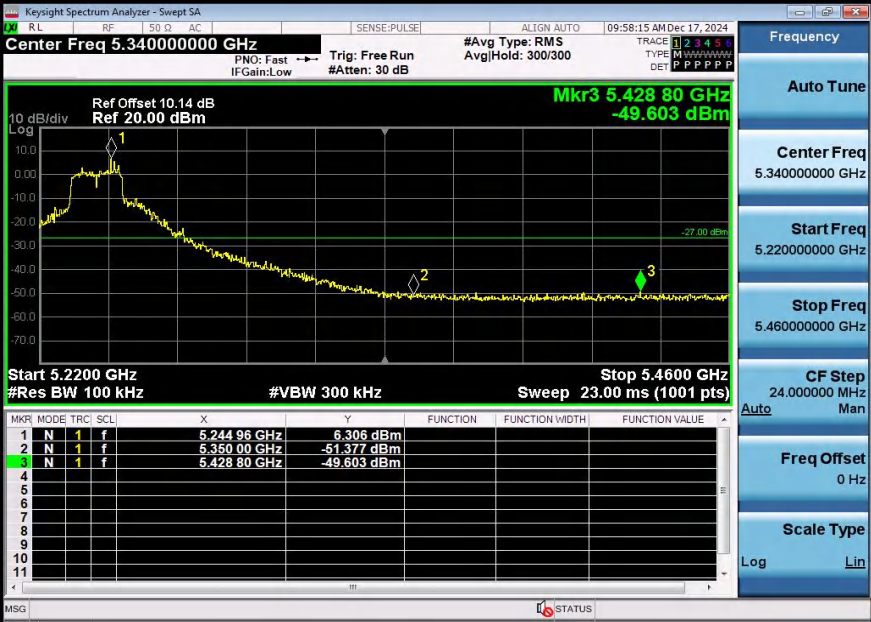 Keysight Spectrum Analyzer - Swept SA
LXI RL RF 50 Ω AC SENSE:PULSE ALIGN AUTO 09:58:15 AM Dec 17, 2024
Center Freq 5.340000000 GHz
PNO: Fast
IFGain:Low
Trig: Free Run
#Atten: 30 dB
#Avg Type: RMS
Avg|Hold: 300/300
TRACE 1 2 3 4 5 6
TYPE MWWWWW
DET P P P P P P
Mkr3 5.428 80 GHz
-49.603 dBm
Ref Offset 10.14 dB
10 dB/div Ref 20.00 dBm
Log
10.0
0.00
-10.0
-20.0
-30.0
-40.0
-50.0
-60.0
-70.0
1
2
3
-27.00 dBm
Start 5.2200 GHz Stop 5.4600 GHz
#Res BW 100 kHz #VBW 300 kHz Sweep 23.00 ms (1001 pts)
MKR MODE TRC SCL X Y FUNCTION FUNCTION WIDTH FUNCTION VALUE
1 N 1 f 5.244 96 GHz 6.306 dBm
2 N 1 f 5.350 00 GHz -51.377 dBm
3 N 1 f 5.428 80 GHz -49.603 dBm
4
5
6
7
8
9
10
11
MSG STATUS
Frequency
Auto Tune
Center Freq
5.340000000 GHz
Start Freq
5.220000000 GHz
Stop Freq
5.460000000 GHz
CF Step
24.000000 MHz
Auto Man
Freq Offset
0 Hz
Scale Type
Log Lin